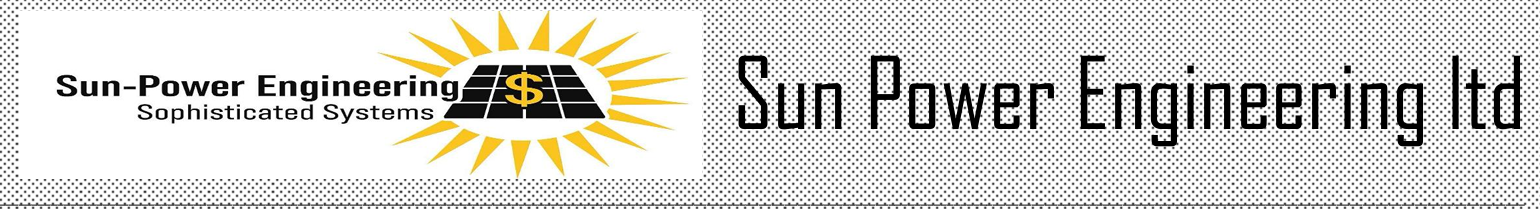 Sun-Power Engineering
Sophisticated Systems
$
Sun Power Engineering ltd